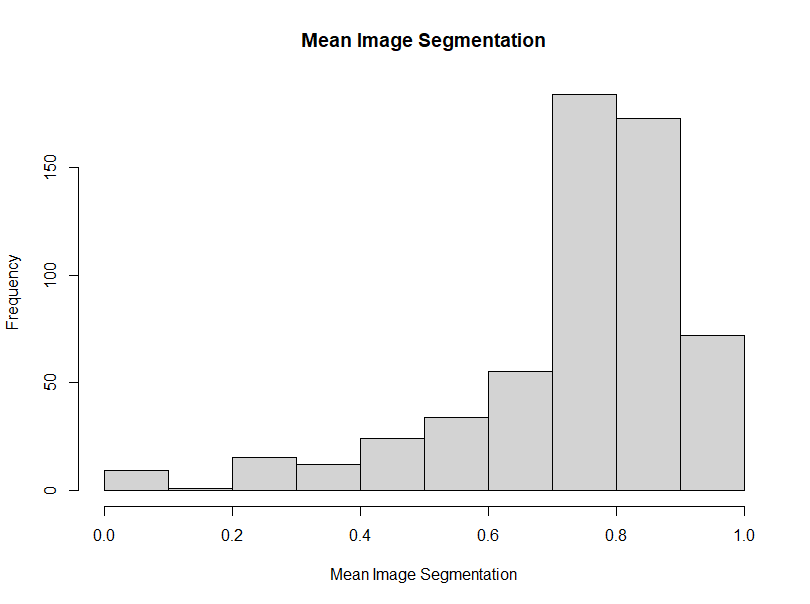 Mean Image Segmentation
Frequency
150
100
50
0
0.0 0.2 0.4 0.6 0.8 1.0
Mean Image Segmentation